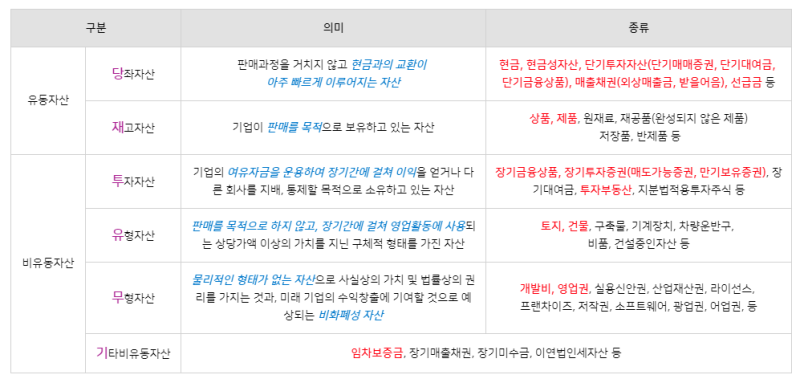 구분 의미 종류
유동자산
당좌자산
판매과정을 거치지 않고 현금과의 교환이
아주 빠르게 이루어지는 자산
현금, 현금성자산, 단기투자자산(단기매매증권, 단기대여금,
단기금융상품), 매출채권(외상매출금, 받을어음), 선급금 등
재고자산
기업이 판매를 목적으로 보유하고 있는 자산
상품, 제품, 원재료, 재공품(완성되지 않은 제품)
저장품, 반제품 등
비유동자산
투자자산
기업의 여유자금을 운용하여 장기간에 걸쳐 이익을 얻거나 다
른 회사를 지배, 통제할 목적으로 소유하고 있는 자산
장기금융상품, 장기투자증권(매도가능증권, 만기보유증권), 장
기대여금, 투자부동산, 지분법적용투자주식 등
유형자산
판매를 목적으로 하지 않고, 장기간에 걸쳐 영업활동에 사용되
는 상당가액 이상의 가치를 지닌 구체적 형태를 가진 자산
토지, 건물, 구축물, 기계장치, 차량운반구,
비품, 건설중인자산 등
무형자산
물리적인 형태가 없는 자산으로 사실상의 가치 및 법률상의 권
리를 가지는 것과, 미래 기업의 수익창출에 기여할 것으로 예
상되는 비화폐성 자산
개발비, 영업권, 실용신안권, 산업재산권, 라이선스,
프랜차이즈, 저작권, 소프트웨어, 광업권, 어업권, 등
기타비유동자산
임차보증금, 장기매출채권, 장기미수금, 이연법인세자산 등